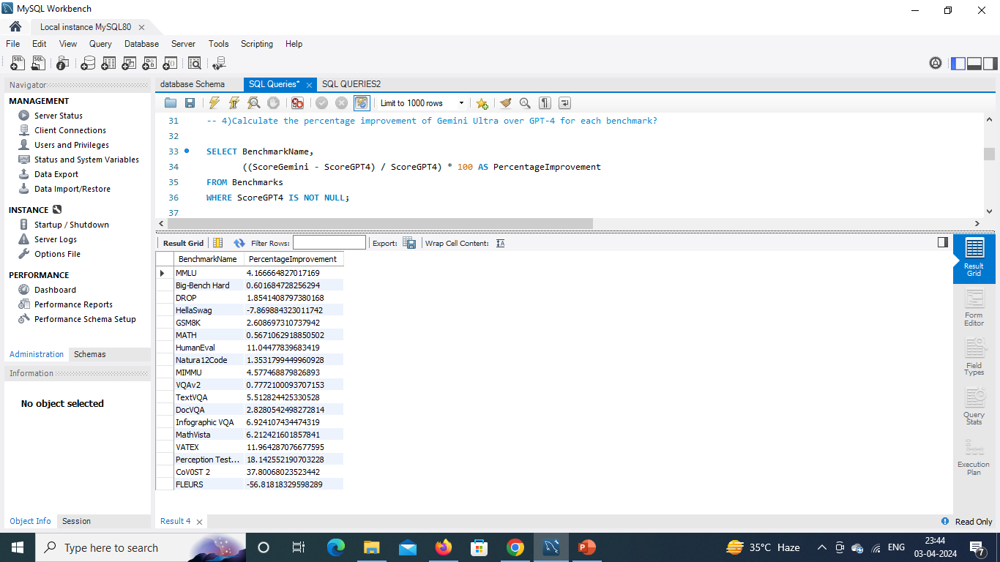 MySQL Workbench
Local instance MySQL80
File Edit View Query Database Server Tools Scripting Help
Navigator
MANAGEMENT
Server Status
Client Connections
Users and Privileges
Status and System Variables
Data Export
Data Import/Restore
INSTANCE
Startup / Shutdown
Server Logs
Options File
PERFORMANCE
Dashboard
Performance Reports
Performance Schema Setup
Administration Schemas
Information
No object selected
Object Info Session
database Schema SQL Queries* SQL QUERIES2
Limit to 1000 rows
31 -- 4)Calculate the percentage improvement of Gemini Ultra over GPT-4 for each benchmark?
32
33 SELECT BenchmarkName,
34 ((ScoreGemini - ScoreGPT4) / ScoreGPT4) * 100 AS PercentageImprovement
35 FROM Benchmarks
36 WHERE ScoreGPT4 IS NOT NULL;
37
Result Grid Filter Rows: Export: Wrap Cell Content:
BenchmarkName PercentageImprovement
MMLU 4.166664827017169
Big-Bench Hard 0.601684728256294
DROP 1.8541408797380168
HellaSwag -7.869884323011742
GSM8K 2.608697310737942
MATH 0.5671062918850502
HumanEval 11.04477839683419
Natura12Code 1.3531799449960928
MIMMU 4.577468879826893
VQAv2 0.7772100093707153
TextVQA 5.512824425330528
DocVQA 2.8280542498272814
Infographic VQA 6.924107434474319
MathVista 6.212421601857841
VATEX 11.964287076677595
Perception Test... 18.142552190703228
CoV0ST 2 37.80068023523442
FLEURS -56.81818329598289
Result Grid
Form Editor
Field Types
Query Stats
Execution Plan
Result 4
Read Only
Type here to search
35°C Haze
ENG
23:44
03-04-2024
7